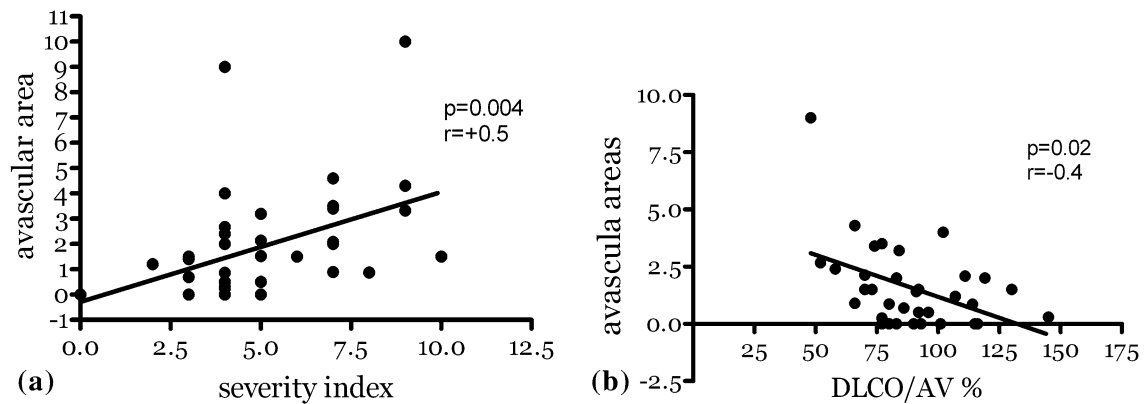 11
10
9
8
7
6
5
4
3
2
1
0
-1
avascular area
p=0.004
r=+0.5
0.0 2.5 5.0 7.5 10.0 12.5
(a) severity index
10.0
7.5
5.0
2.5
0.0
-2.5
avascula areas
p=0.02
r=-0.4
25 50 75 100 125 150 175
(b) DLCO/AV %